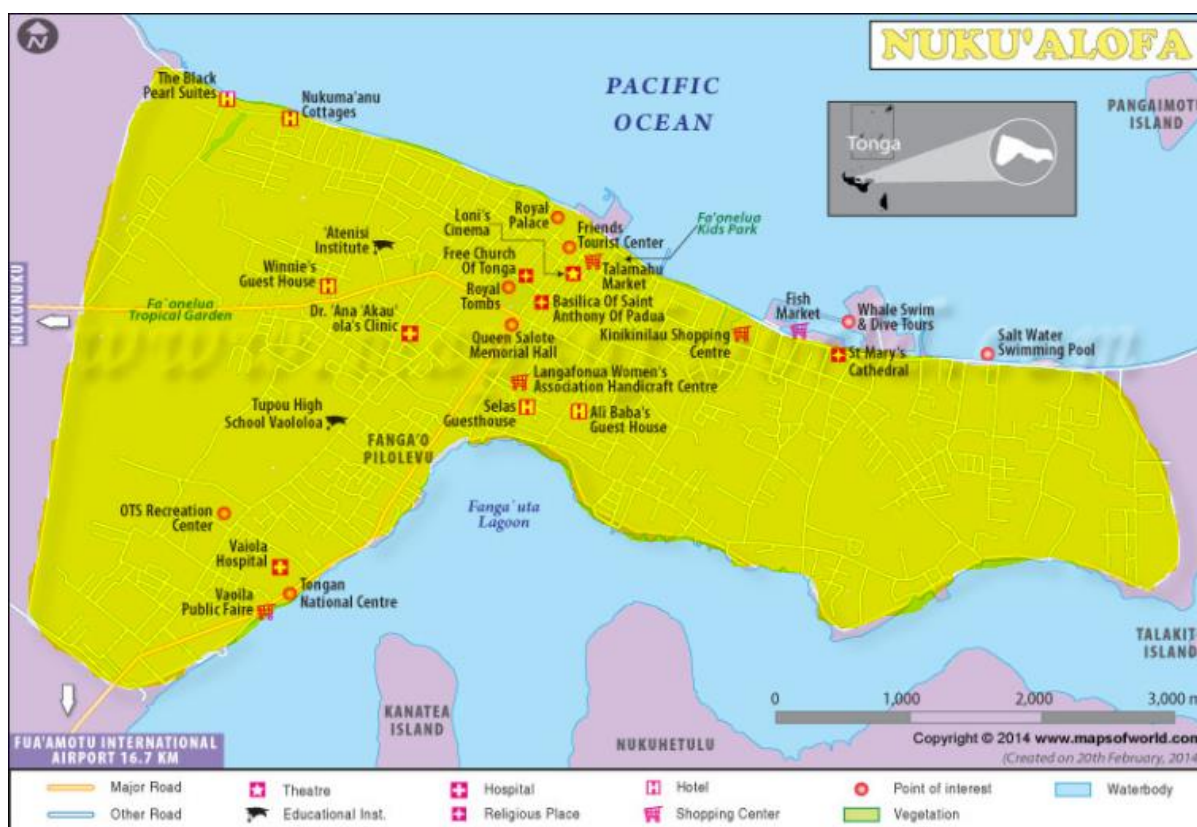 NUKU'ALOFA
N
PACIFIC
OCEAN
PANGAIMOTU
ISLAND
Tonga
The Black
Pearl Suites
Nukuma'anu
Cottages
Royal
Palace
Loni's
Cinema
Friends
Tourist Center
Fa'onelua
Kids Park
'Atenisi
Institute
Free Church
Of Tonga
Talamahu
Market
Winnie's
Guest House
Royal
Tombs
Basilica Of Saint
Anthony Of Padua
Fish
Market
Whale Swim
& Dive Tours
NUKUNUKU
Fa`onelua
Tropical Garden
Dr. 'Ana 'Akau'
ola's Clinic
Queen Salote
Memorial Hall
Kinikinilau Shopping
Centre
St Mary's
Cathedral
Salt Water
Swimming Pool
Langafonua Women's
Association Handicraft Centre
Tupou High
School Vaololoa
Selas
Guesthouse
Ali Baba's
Guest House
FANGA'O
PILOLEVU
OTS Recreation
Center
Fanga`uta
Lagoon
Vaiola
Hospital
Vaoila
Public Faire
Tongan
National Centre
TALAKIT
ISLAND
KANATEA
ISLAND
NUKUHETULU
0 1,000 2,000 3,000 m
FUA'AMOTU INTERNATIONAL
AIRPORT 16.7 KM
Copyright © 2014 www.mapsofworld.com
(Created on 20th February, 2014
Major Road
Theatre
Hospital
Hotel
Point of interest
Waterbody
Other Road
Educational Inst.
Religious Place
Shopping Center
Vegetation